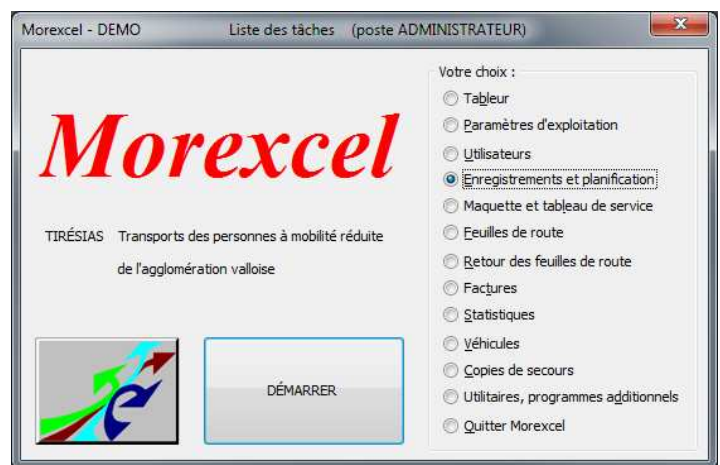 Morexcel - DEMO Liste des tâches (poste ADMINISTRATEUR)
Morexcel
TIRÉSIAS Transports des personnes à mobilité réduite
de l'agglomération valloise
DÉMARRER
Votre choix :
Tableur
Paramètres d'exploitation
Utilisateurs
Enregistrements et planification
Maquette et tableau de service
Feuilles de route
Retour des feuilles de route
Factures
Statistiques
Véhicules
Copies de secours
Utilitaires, programmes additionnels
Quitter Morexcel